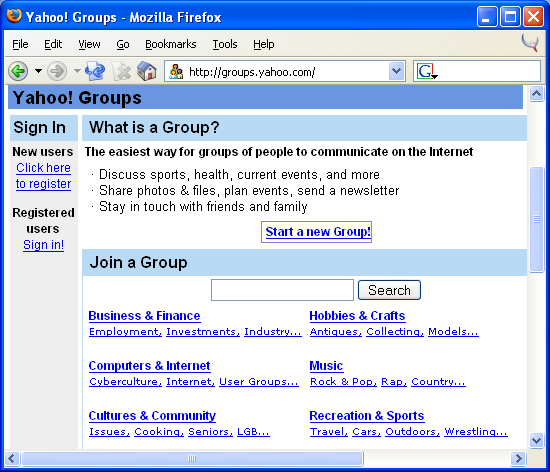 Yahoo! Groups - Mozilla Firefox
File Edit View Go Bookmarks Tools Help
http://groups.yahoo.com/ G
Yahoo! Groups
Sign In
New users
Click here
to register
Registered
users
Sign in!
What is a Group?
The easiest way for groups of people to communicate on the Internet
· Discuss sports, health, current events, and more
· Share photos & files, plan events, send a newsletter
· Stay in touch with friends and family
Start a new Group!
Join a Group
Search
Business & Finance
Employment, Investments, Industry...
Hobbies & Crafts
Antiques, Collecting, Models...
Computers & Internet
Cyberculture, Internet, User Groups...
Music
Rock & Pop, Rap, Country...
Cultures & Community
Issues, Cooking, Seniors, LGB...
Recreation & Sports
Travel, Cars, Outdoors, Wrestling...